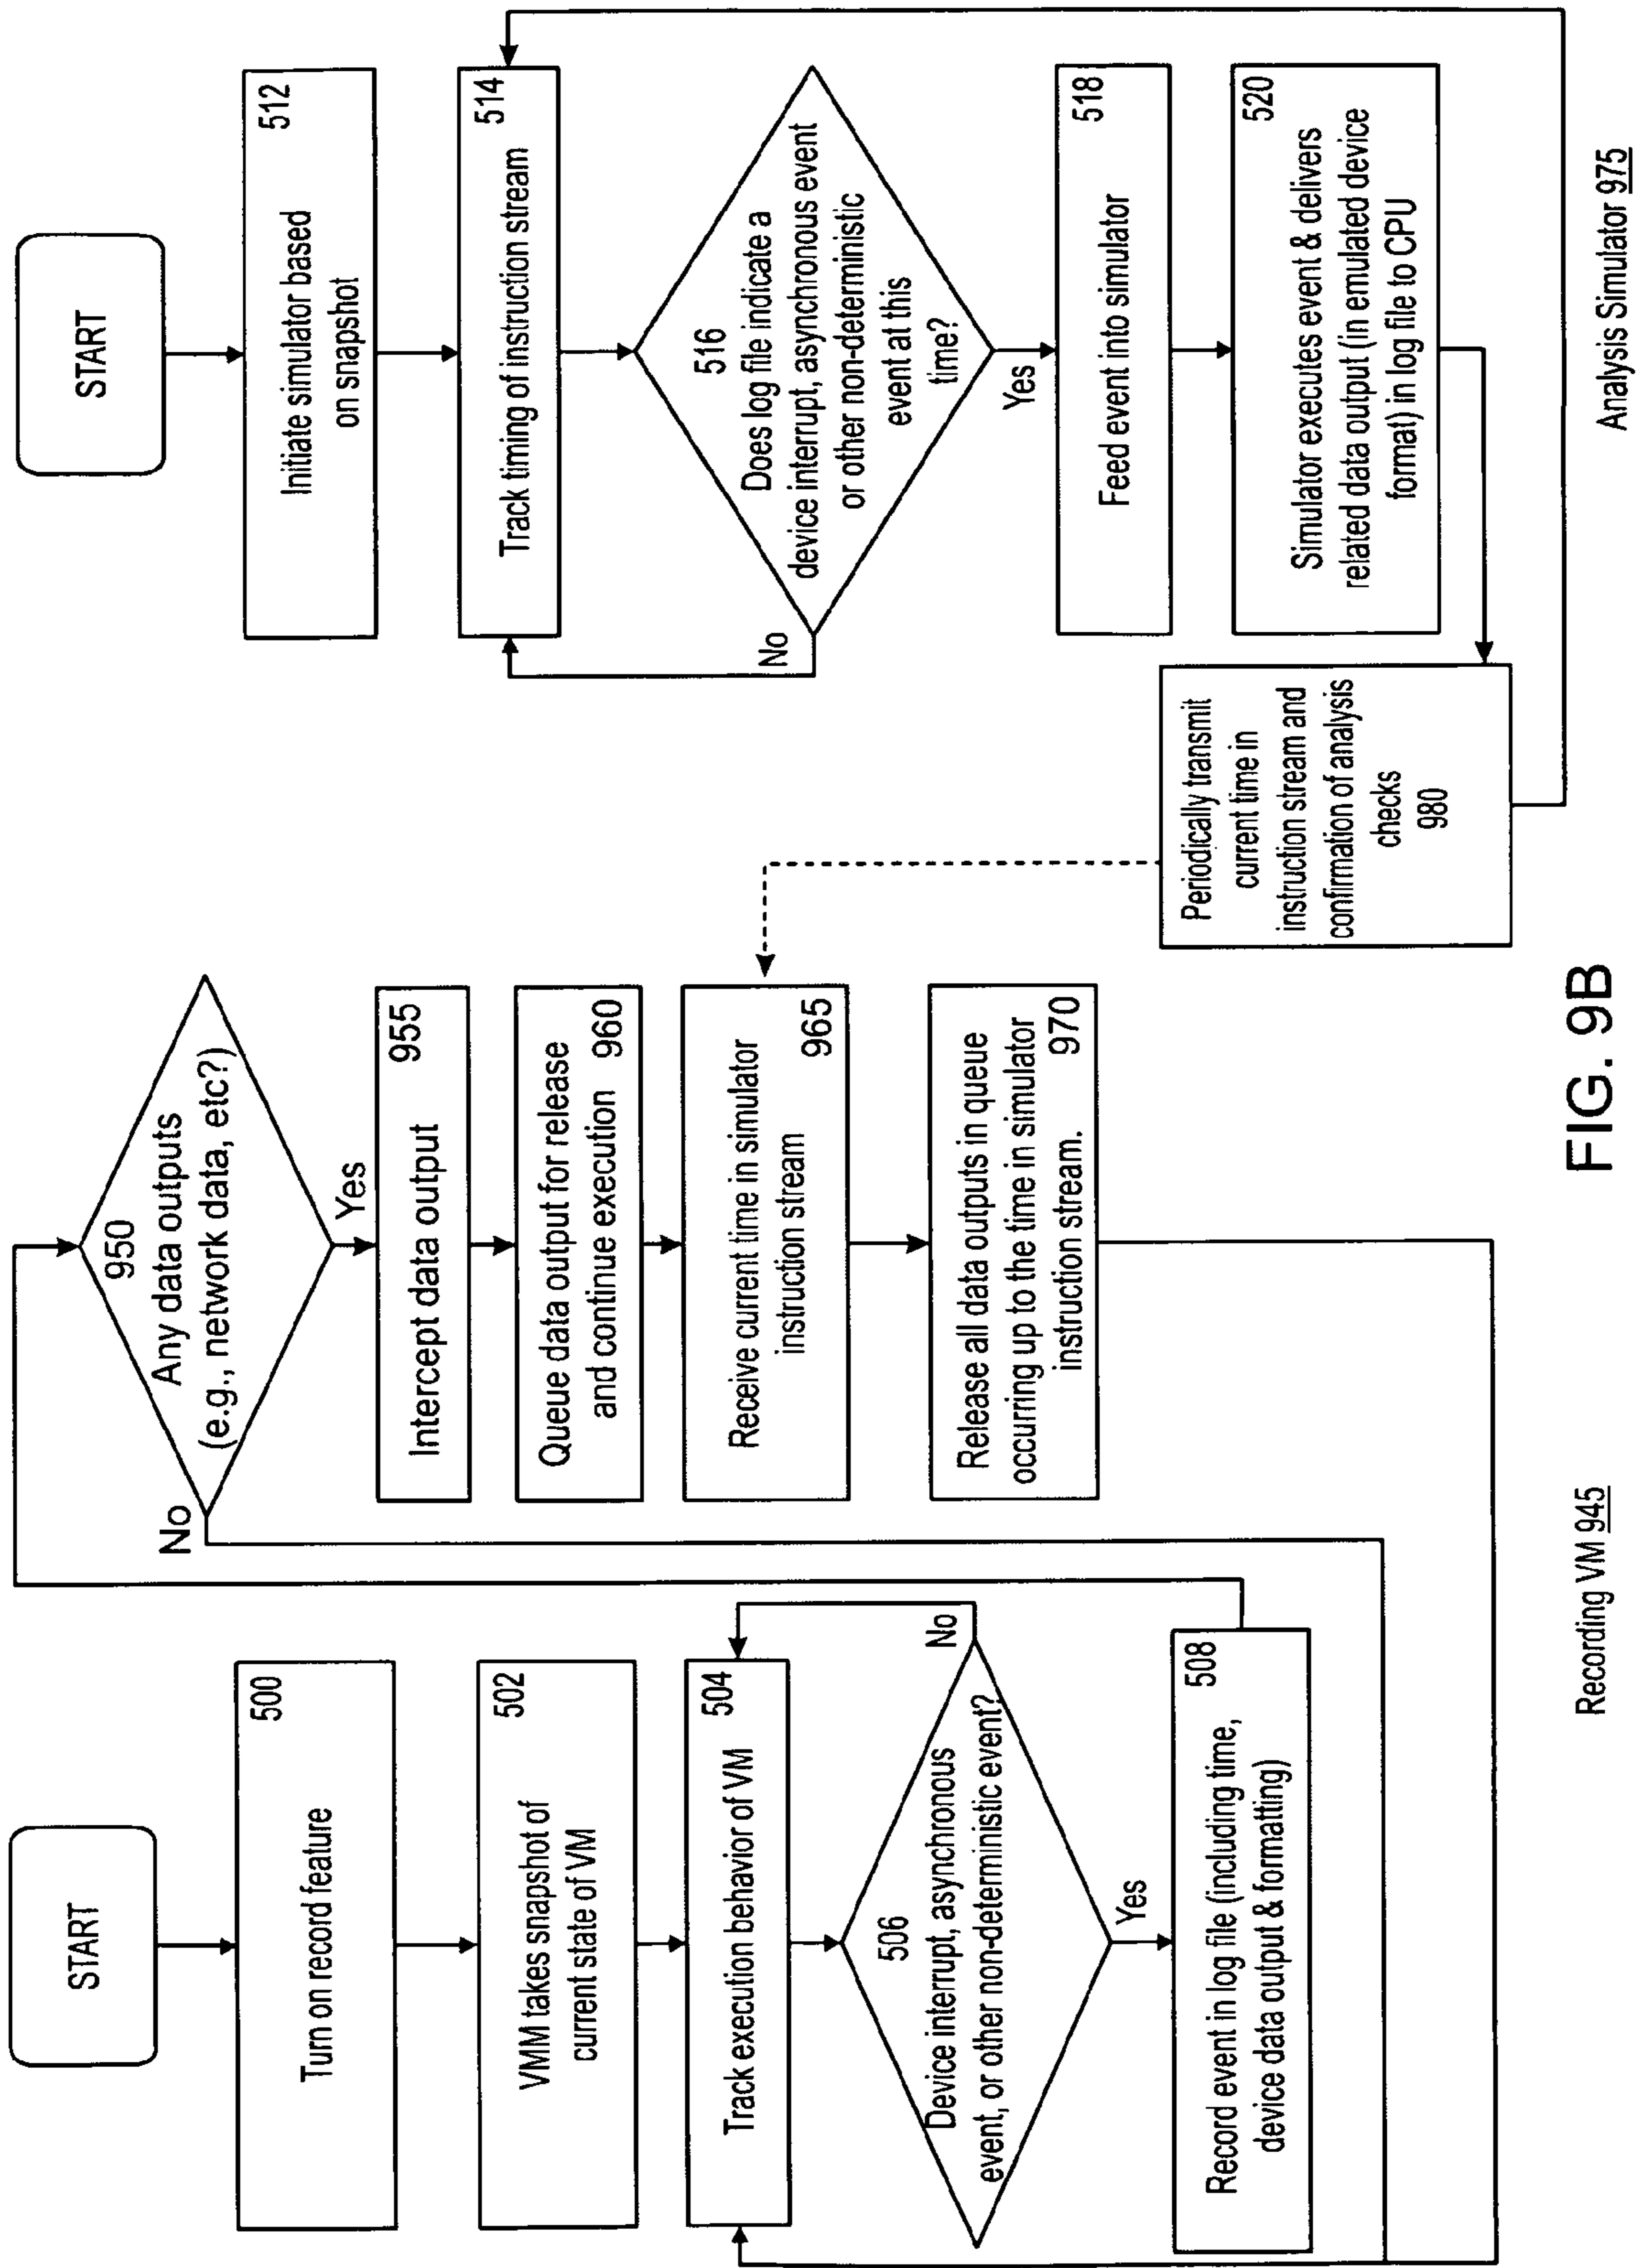 START
500
Turn on record feature
502
VMM takes snapshot of
current state of VM
504
Track execution behavior of VM
506
Device interrupt, asynchronous
event, or other non-deterministic event?
No
Yes
508
Record event in log file (including time,
device data output & formatting)
950
Any data outputs
(e.g., network data, etc?)
No
Yes
955
Intercept data output
Queue data output for release
and continue execution 960
Receive current time in simulator
instruction stream
965
Release all data outputs in queue
occurring up to the time in simulator
instruction stream.
970
Recording VM 945
START
512
Initiate simulator based
on snapshot
514
Track timing of instruction stream
516
Does log file indicate a
device interrupt, asynchronous event
or other non-deterministic
event at this
time?
No
Yes
518
Feed event into simulator
520
Simulator executes event & delivers
related data output (in emulated device
format) in log file to CPU
Periodically transmit
current time in
instruction stream and
confirmation of analysis
checks
980
Analysis Simulator 975
FIG. 9B